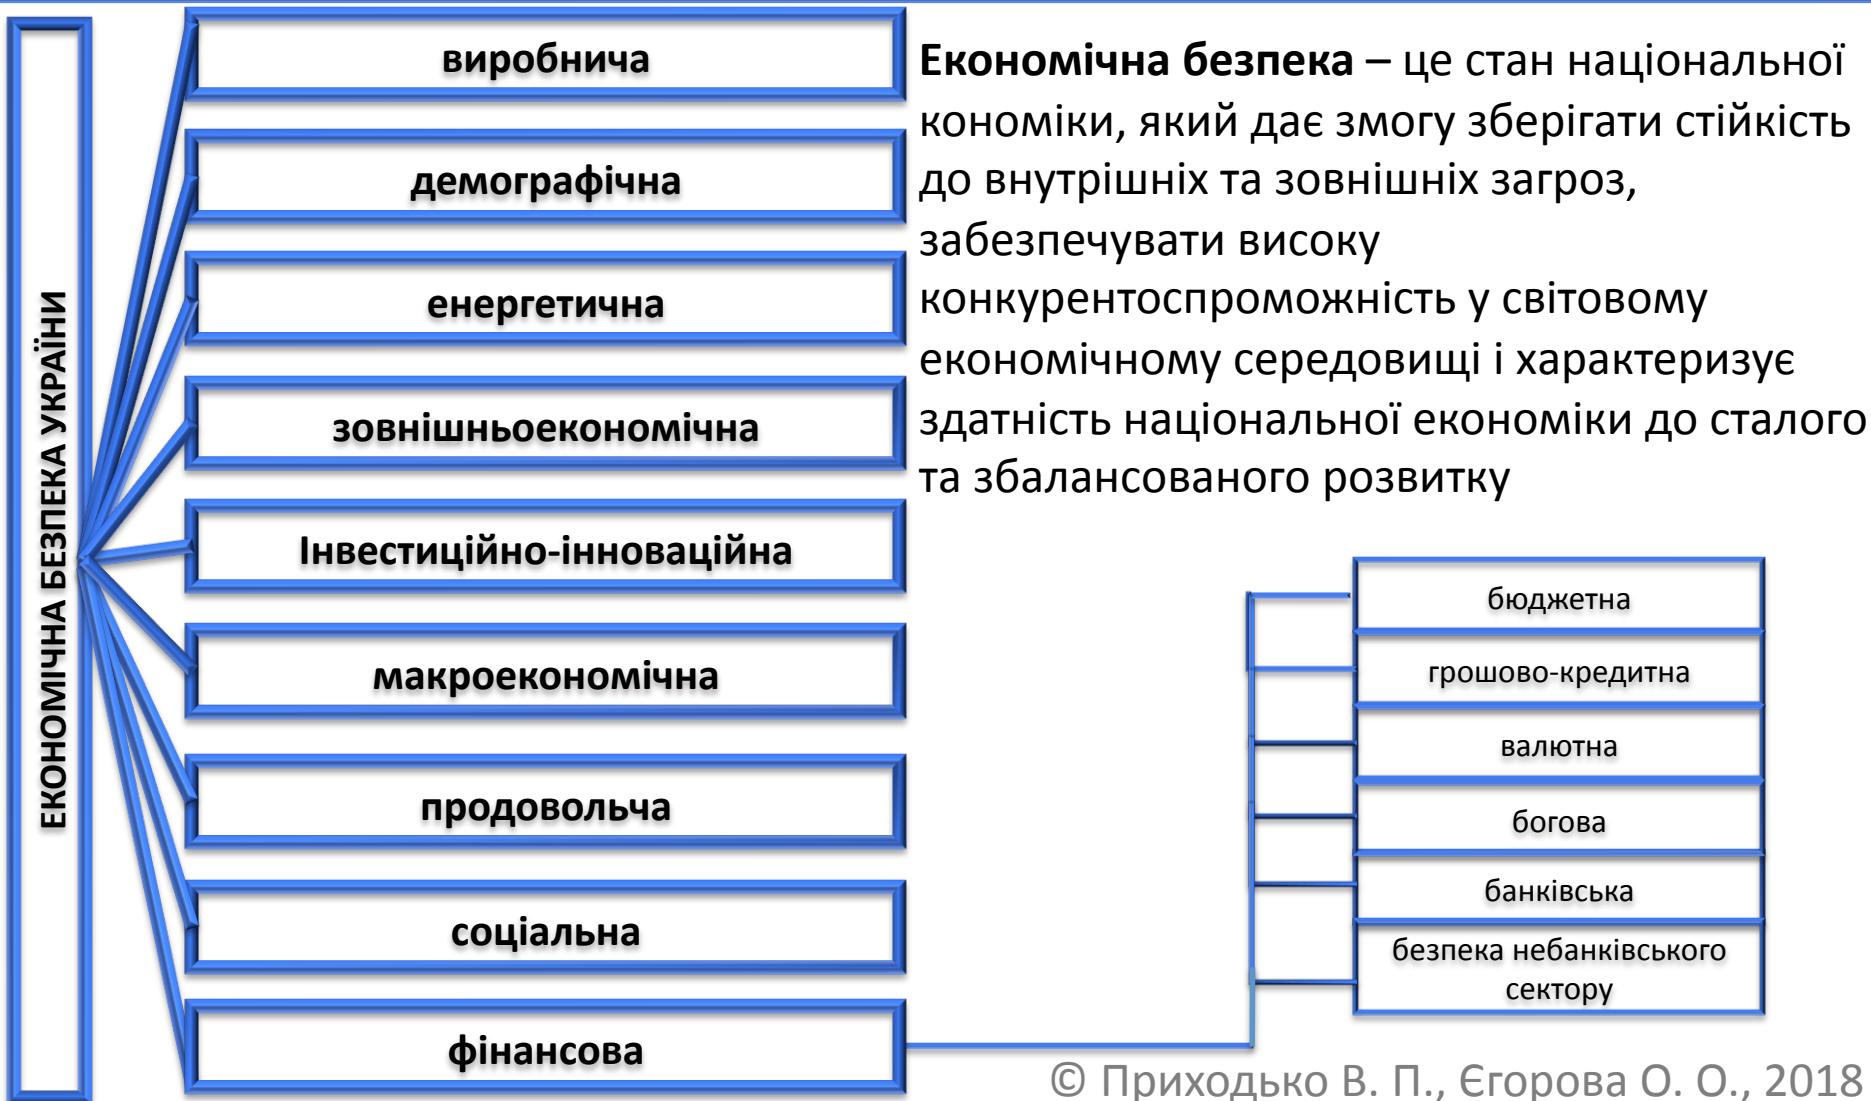 ЕКОНОМІЧНА БЕЗПЕКА УКРАЇНИ
виробнича
демографічна
енергетична
зовнішньоекономічна
Інвестиційно-інноваційна
макроекономічна
продовольча
соціальна
фінансова
Економічна безпека – це стан національної
кономіки, який дає змогу зберігати стійкість
до внутрішніх та зовнішніх загроз,
забезпечувати високу
конкурентоспроможність у світовому
економічному середовищі і характеризує
здатність національної економіки до сталого
та збалансованого розвитку
бюджетна
грошово-кредитна
валютна
богова
банківська
безпека небанківського
сектору
© Приходько В. П., Єгорова О. О., 2018